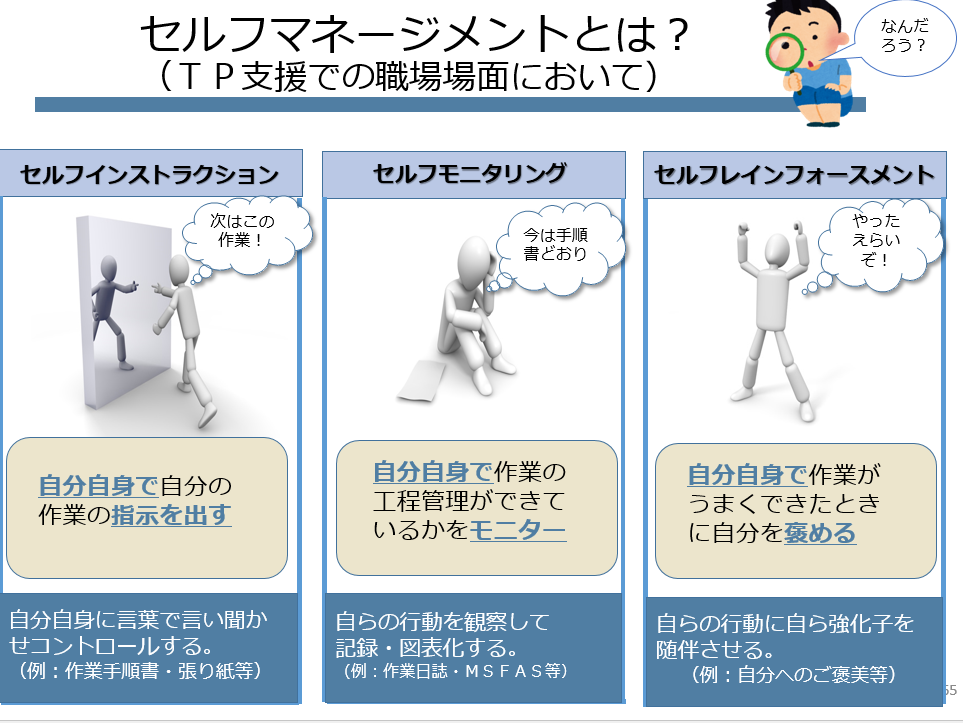 セルフマネージメントとは？
（ＴＰ支援での職場場面において）
なんだ
ろう？
セルフインストラクション
次はこの
作業！
自分自身で自分の
作業の指示を出す
自分自身に言葉で言い聞か
せコントロールする。
（例：作業手順書・張り紙等）
セルフモニタリング
今は手順
書どおり
自分自身で作業の
工程管理ができて
いるかをモニター
自らの行動を観察して
記録・図表化する。
（例：作業日誌・ＭＳＦＡＳ等）
セルフレインフォースメント
やった
えらい
ぞ！
自分自身で作業が
うまくできたとき
に自分を褒める
自らの行動に自ら強化子を
随伴させる。
（例：自分へのご褒美等）